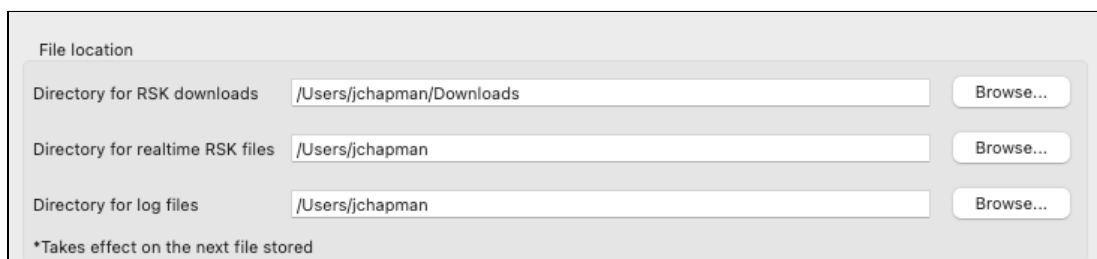 File location
Directory for RSK downloads /Users/jchapman/Downloads Browse...
Directory for realtime RSK files /Users/jchapman Browse...
Directory for log files /Users/jchapman Browse...
*Takes effect on the next file stored